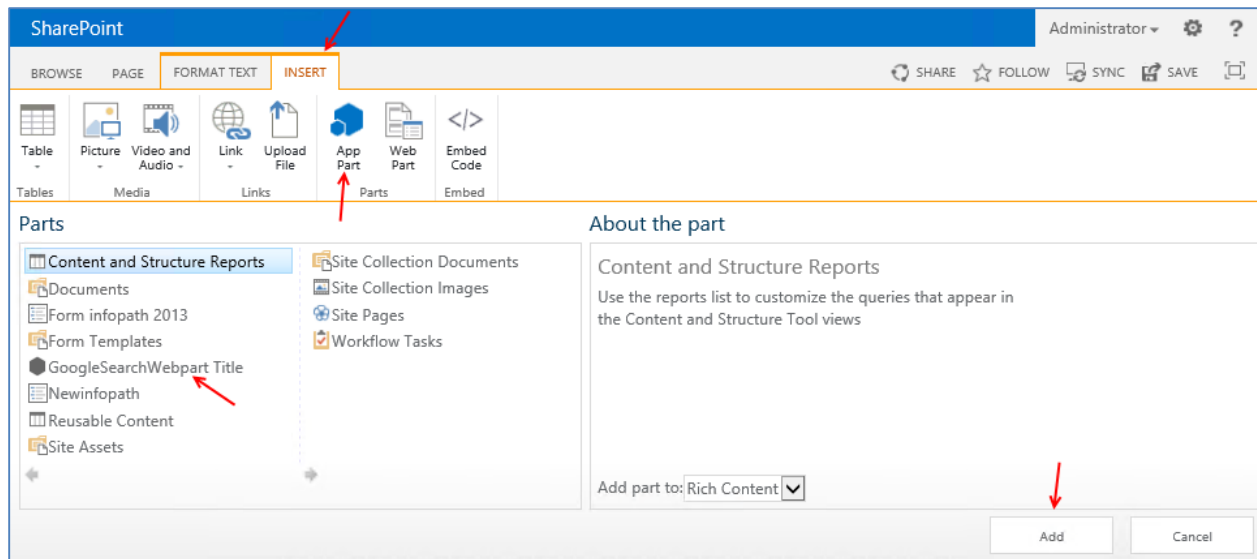 SharePoint
Administrator
?
BROWSE PAGE FORMAT TEXT INSERT
SHARE FOLLOW SYNC SAVE
</>
Table Picture Video and Link Upload App Web Embed
Audio File Part Part Code
Tables Media Links Parts Embed
Parts
Content and Structure Reports
Documents
Form infopath 2013
Form Templates
GoogleSearchWebpart Title
Newinfopath
Reusable Content
Site Assets
Site Collection Documents
Site Collection Images
Site Pages
Workflow Tasks
About the part
Content and Structure Reports
Use the reports list to customize the queries that appear in
the Content and Structure Tool views
Add part to: Rich Content
Add Cancel